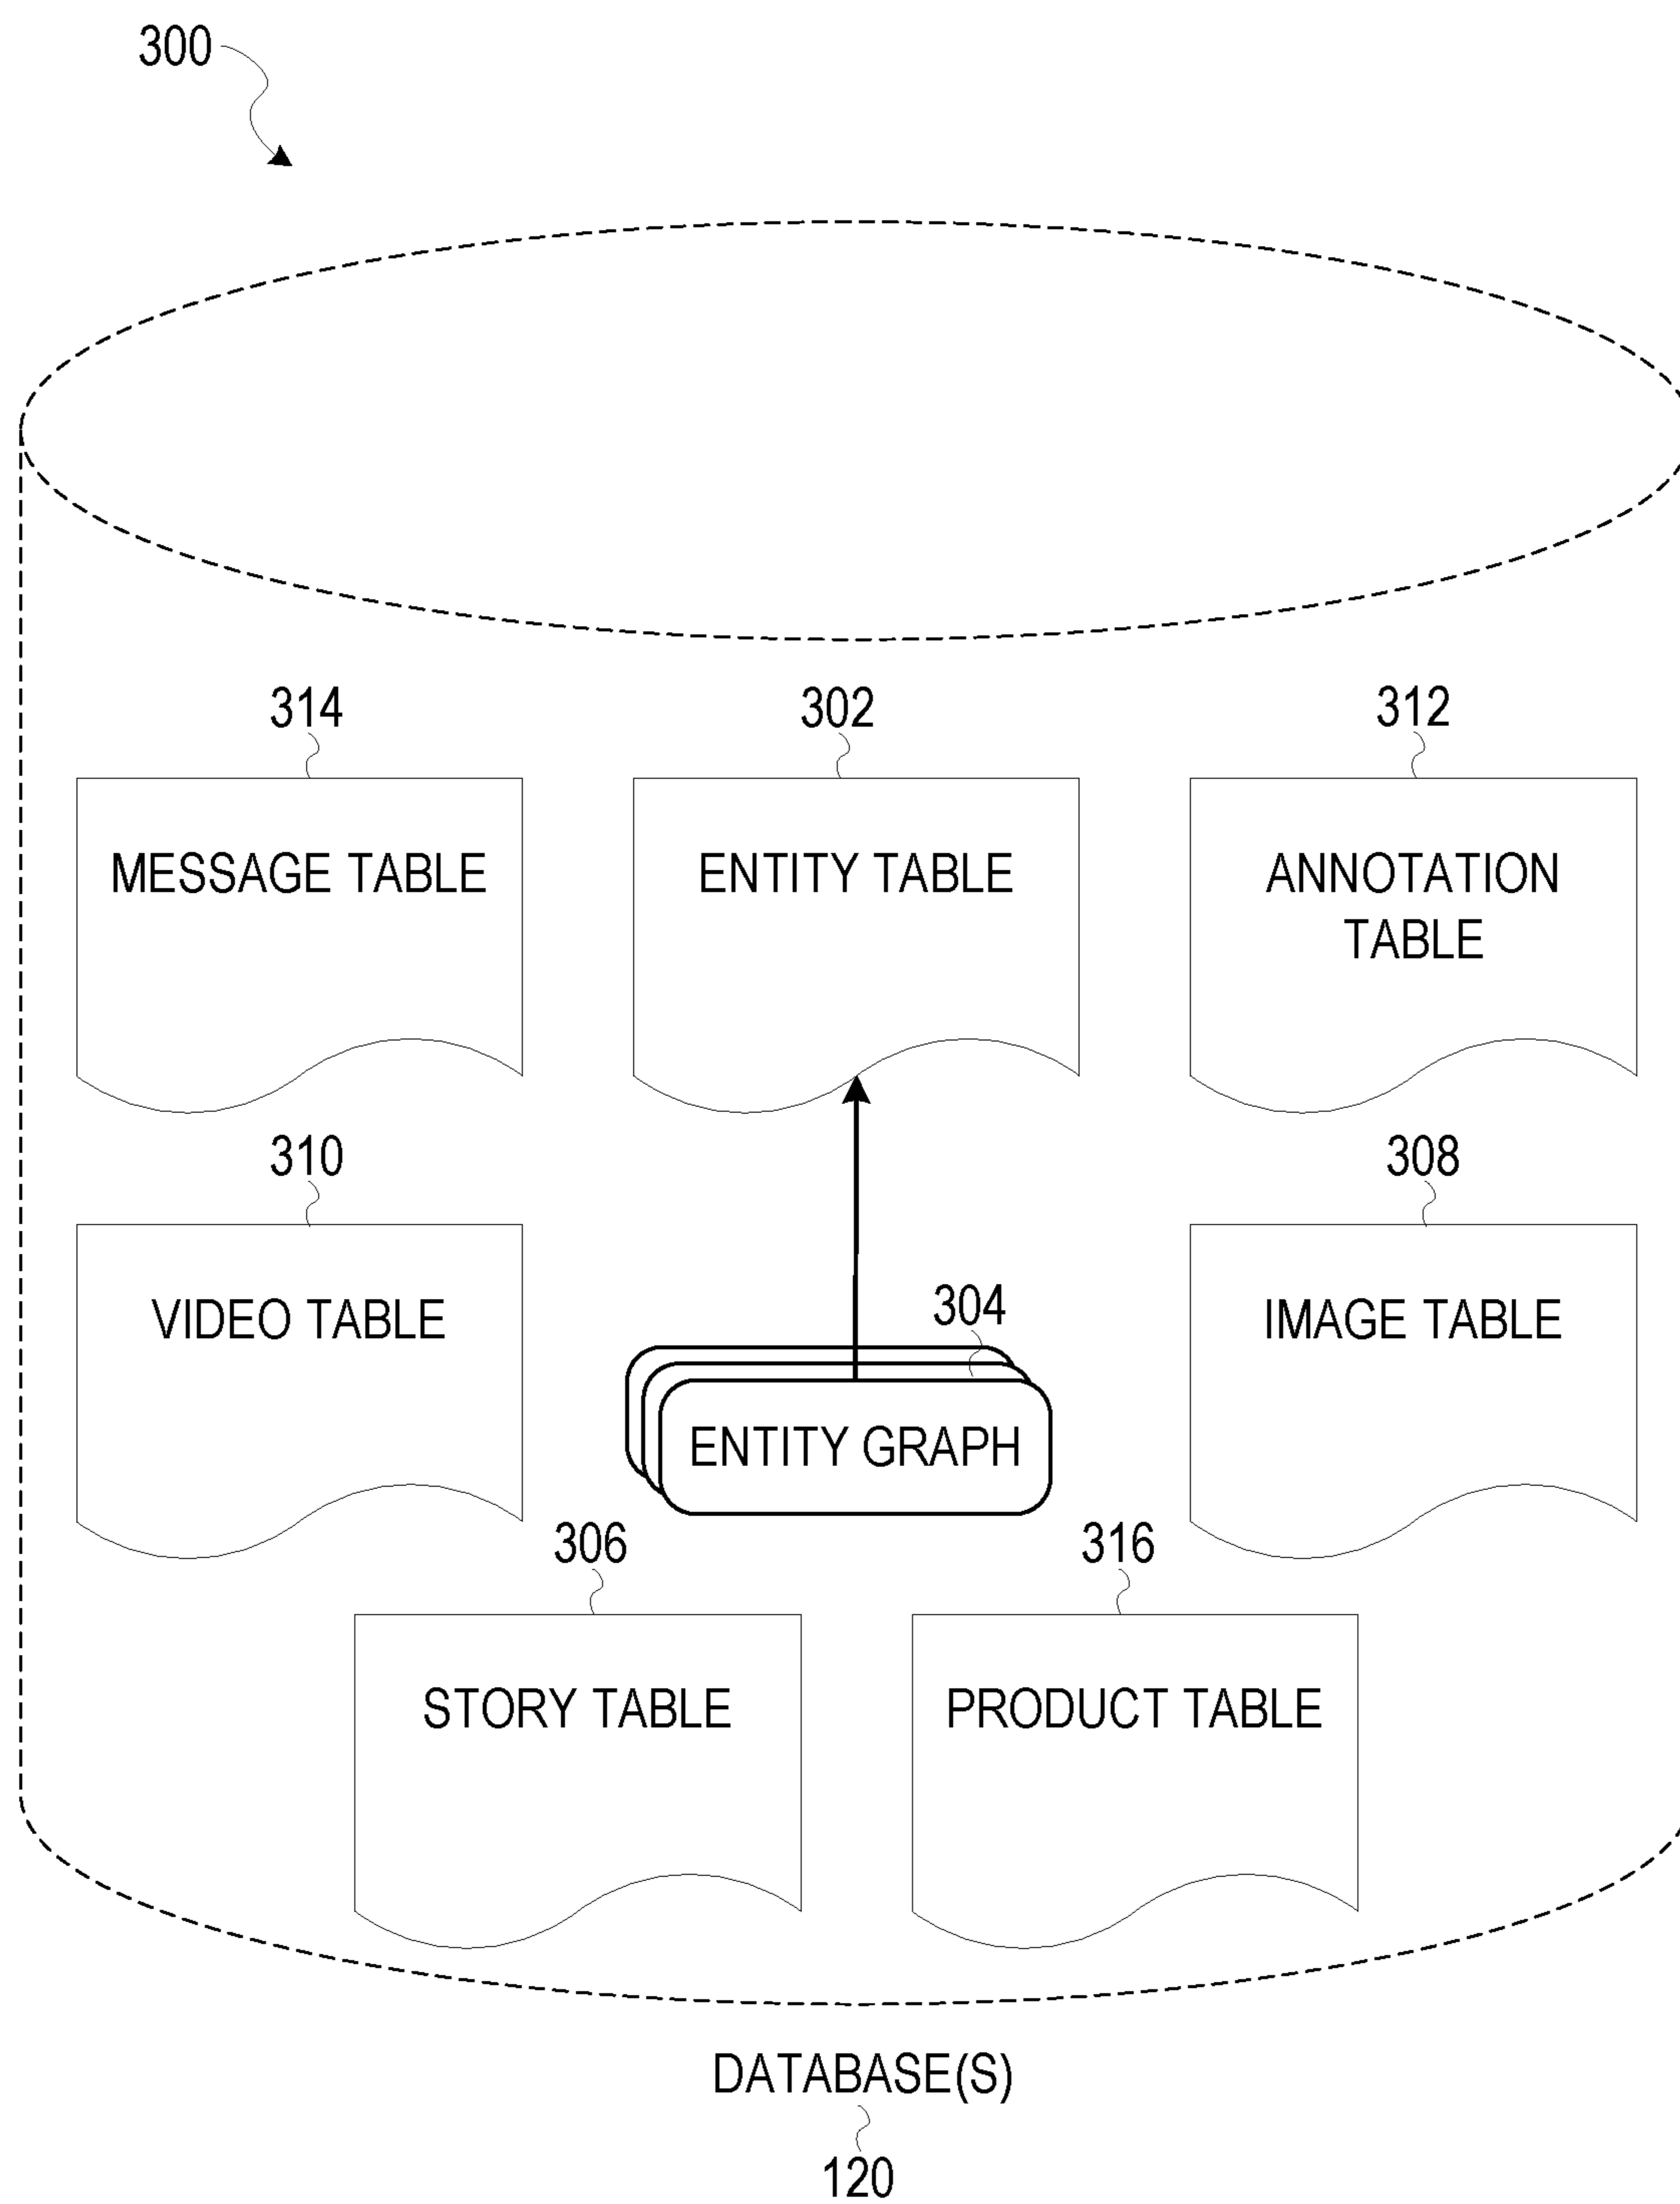 300
314
302
312
MESSAGE TABLE
ENTITY TABLE
ANNOTATION
TABLE
310
308
VIDEO TABLE
304
IMAGE TABLE
ENTITY GRAPH
306
316
STORY TABLE
PRODUCT TABLE
DATABASE(S)
120